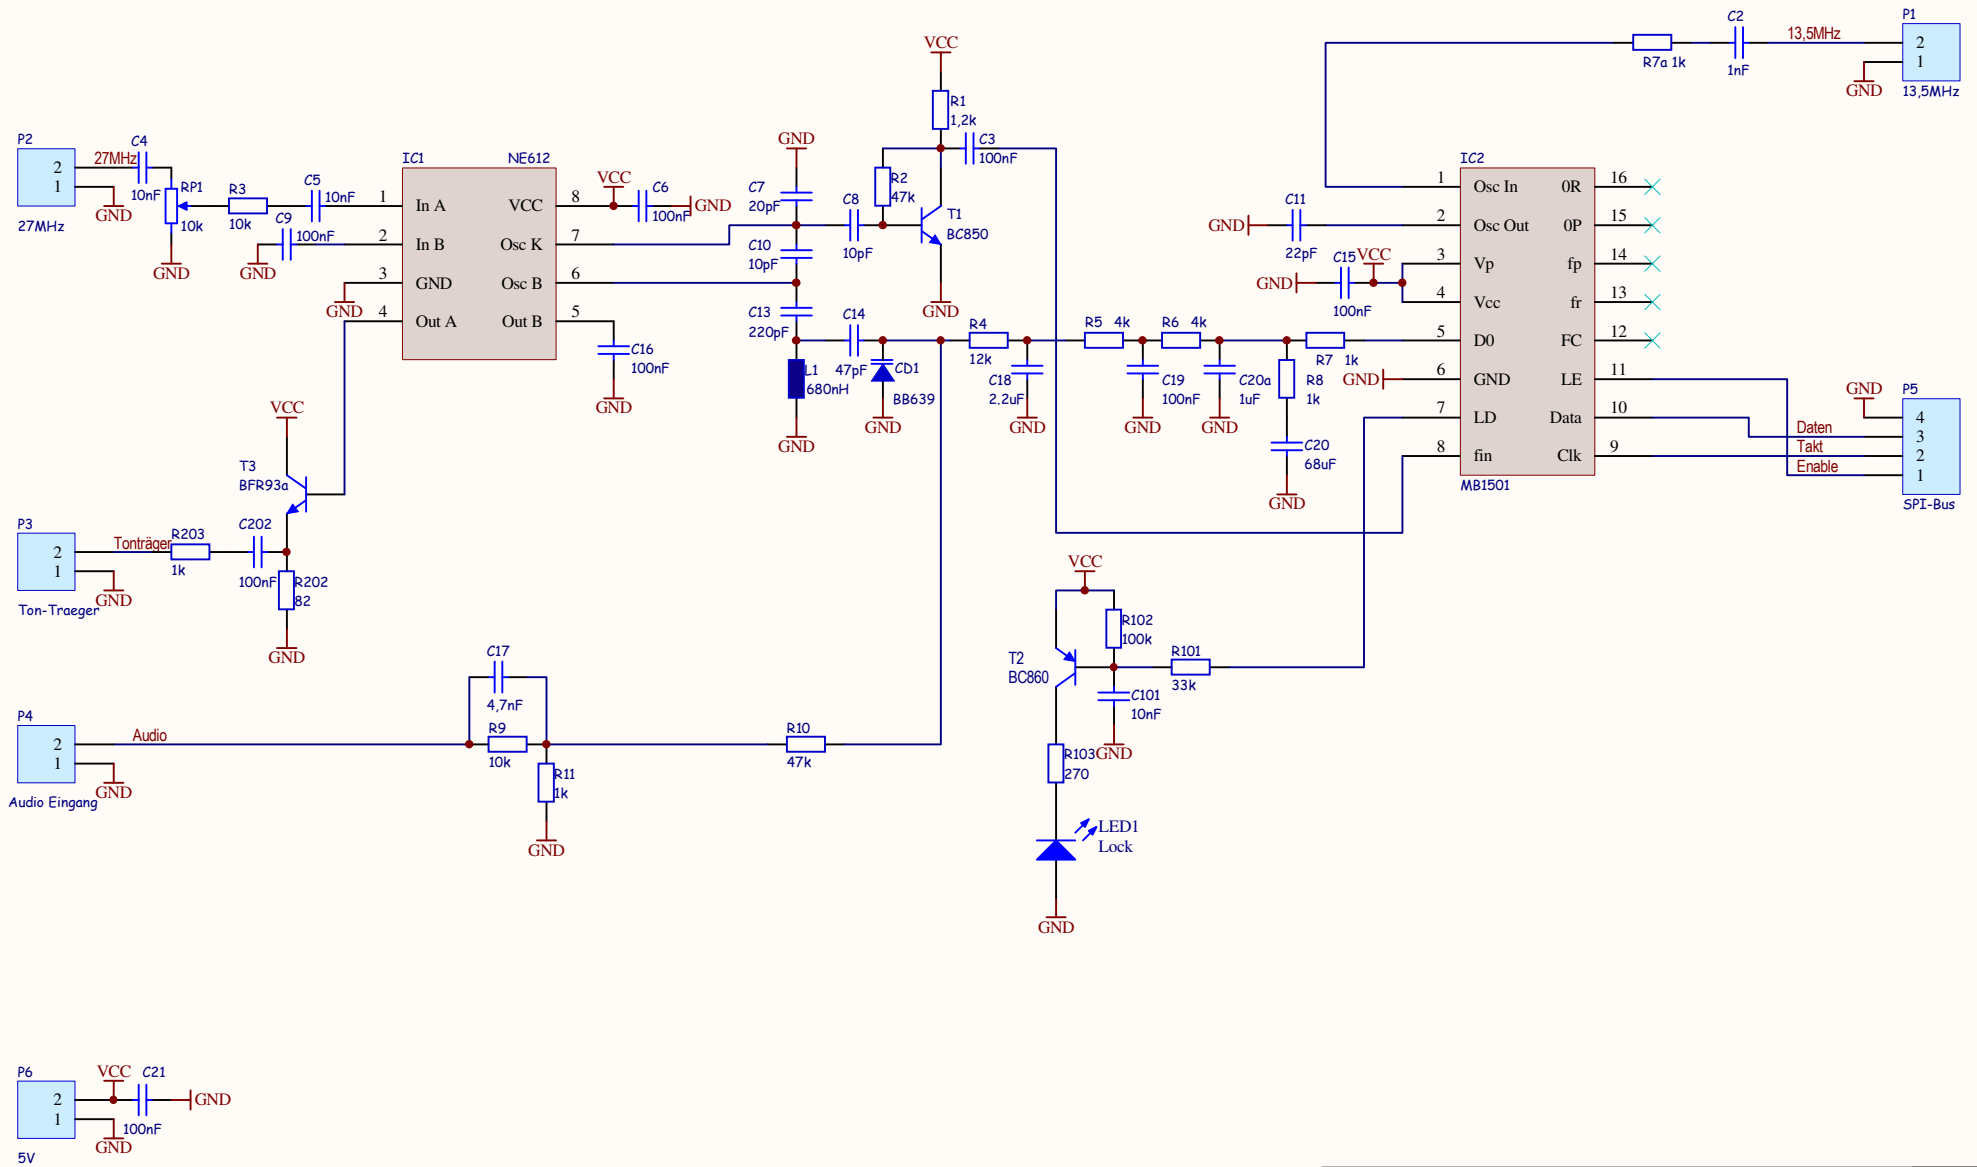 P1
2
1
13,5MHz
13,5MHz
GND
C2
1nF
R7a 1k
VCC
R1
1,2k
C3
100nF
R2
47k
T1
BC850
GND
P2
2
1
27MHz
27MHz
GND
C4
10nF
RP1
10k
GND
R3
10k
C5
10nF
C9
100nF
GND
IC1
NE612
1
In A
2
In B
3
GND
4
Out A
8
VCC
7
Osc K
6
Osc B
5
Out B
GND
VCC
C6
100nF
GND
C16
100nF
GND
GND
C7
20pF
C8
10pF
C10
10pF
C13
220pF
C14
47pF
L1
680nH
GND
CD1
BB639
GND
R4
12k
C18
2.2uF
GND
R5 4k
C19
100nF
GND
R6 4k
C20a
1uF
GND
R7 1k
R8
1k
C20
68uF
GND
GND
C11
22pF
GND
C15
100nF
VCC
GND
IC2
MB1501
1
Osc In
2
Osc Out
3
Vp
4
Vcc
5
D0
6
GND
7
LD
8
fin
0R
16
0P
15
fp
14
fr
13
FC
12
LE
11
Data
10
Clk
9
GND
P5
4
3
2
1
Daten
Takt
Enable
SPI-Bus
VCC
T3
BFR93a
P3
2
1
Tonträger
GND
Ton-Traeger
R203
1k
C202
100nF
R202
82
GND
VCC
R102
100k
T2
BC860
R101
33k
C101
10nF
GND
R103
270
LED1
Lock
GND
P4
2
1
Audio
GND
Audio Eingang
C17
4,7nF
R9
10k
R11
1k
GND
R10
47k
P6
2
1
5V
VCC
C21
100nF
GND
GND